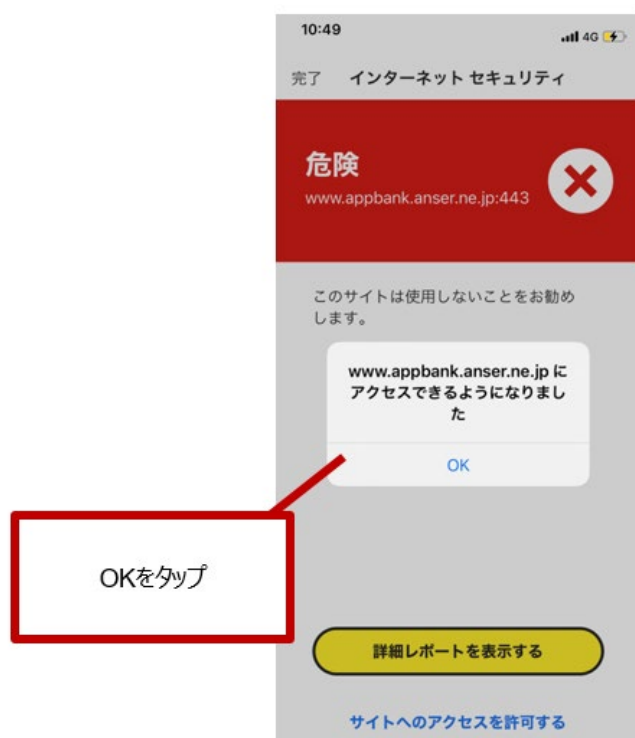 10:49
4G
完了 インターネット セキュリティ
危険
www.appbank.anser.ne.jp:443
このサイトは使用しないことをお勧め
します。
www.appbank.anser.ne.jp に
アクセスできるようになりまし
た
OK
OKをタップ
詳細レポートを表示する
サイトへのアクセスを許可する